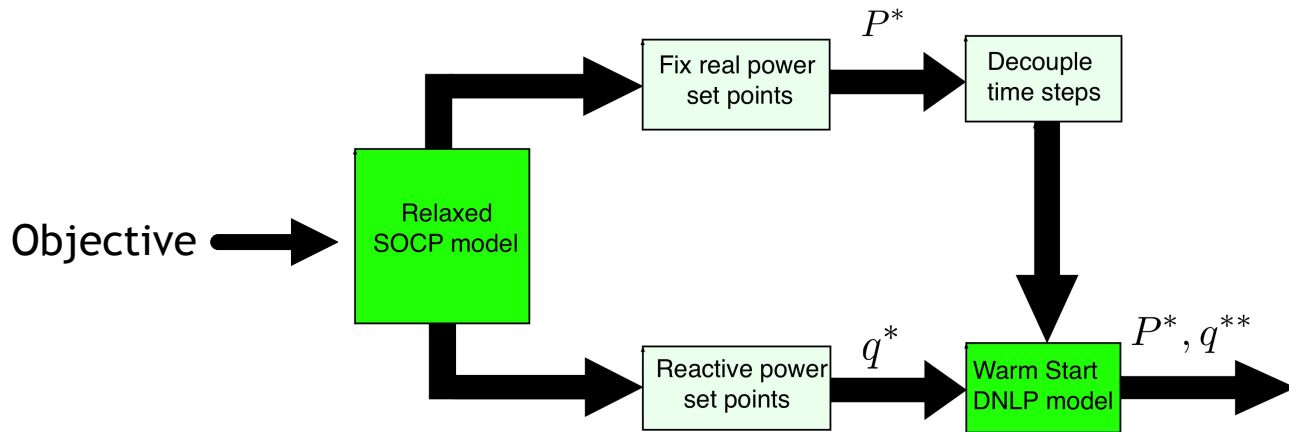 P*
Fix real power
set points
Decouple
time steps
Objective
Relaxed
SOCP model
Reactive power
set points
q*
Warm Start
DNLP model
P*, q**